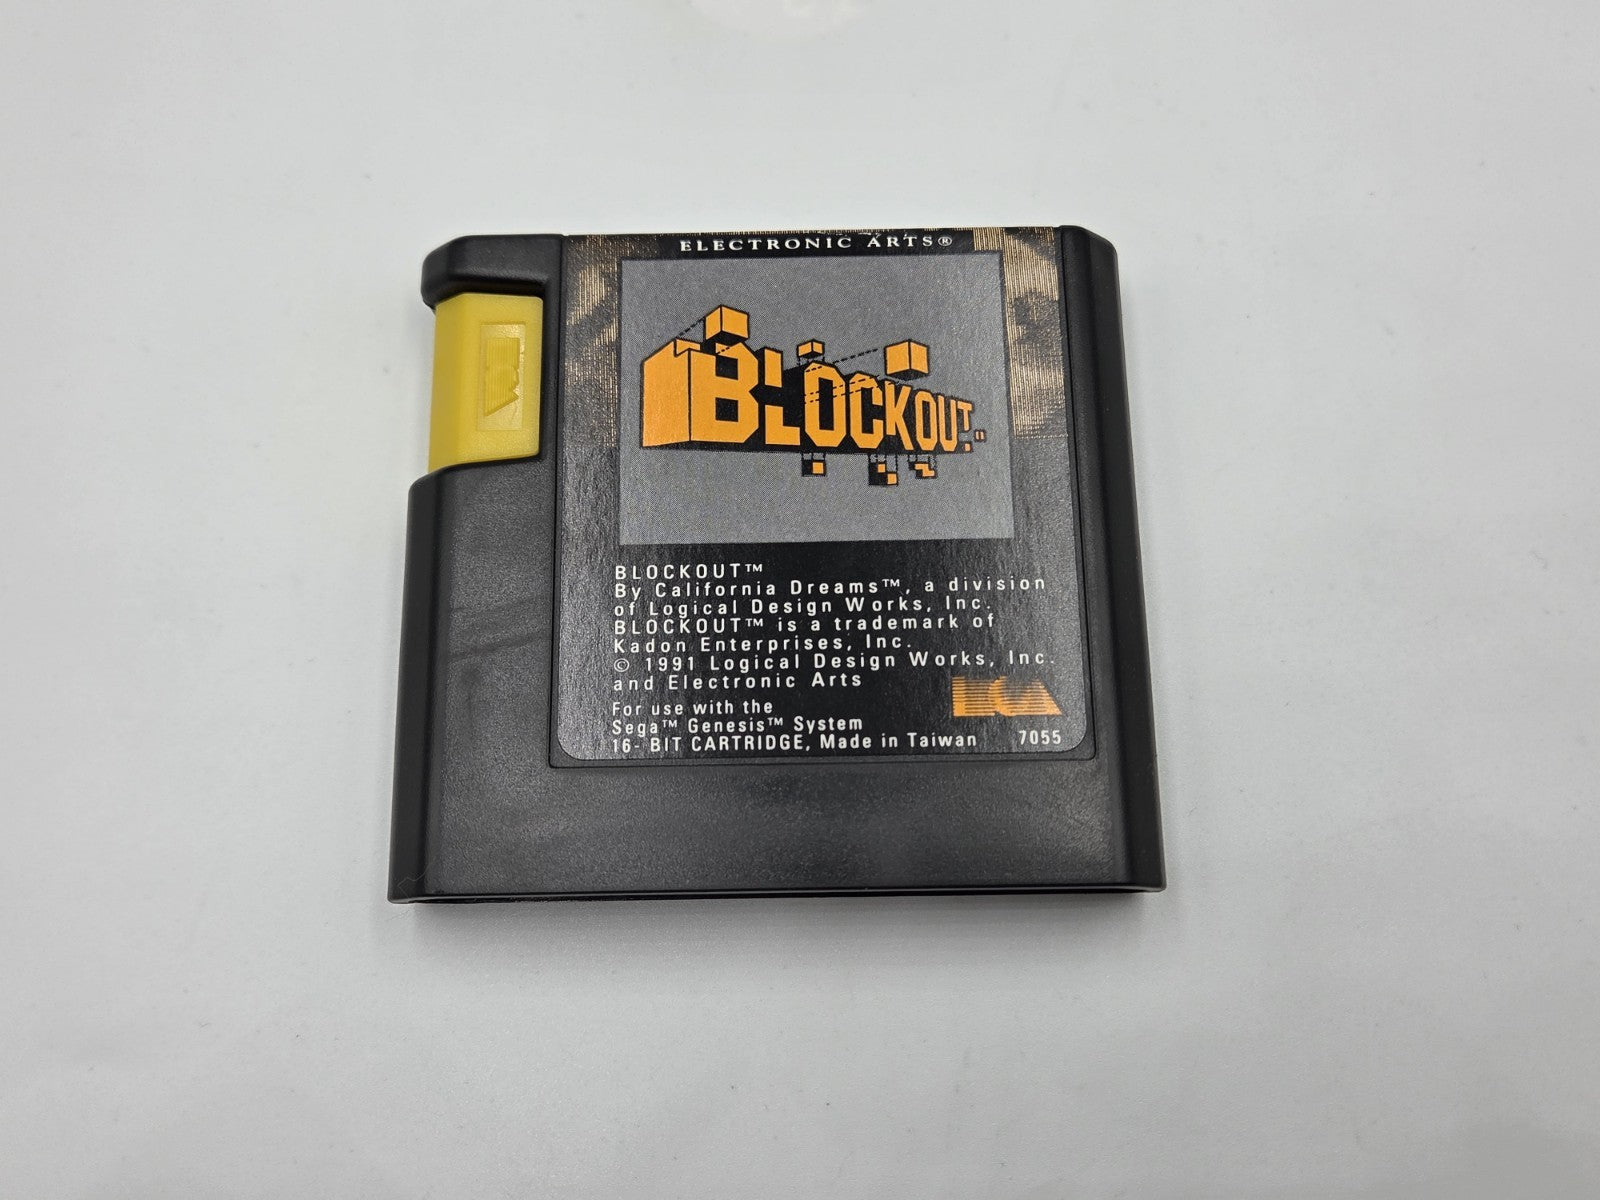 ELECTRONIC ARTS®
BLOCKOUT™
BLOCKOUT™
By California Dreams™, a division
of Logical Design Works, Inc.
BLOCKOUT™ is a trademark of
Kadon Enterprises, Inc.
© 1991 Logical Design Works, Inc.
and Electronic Arts
EA
For use with the
Sega™ Genesis™ System
16- BIT CARTRIDGE, Made in Taiwan 7055